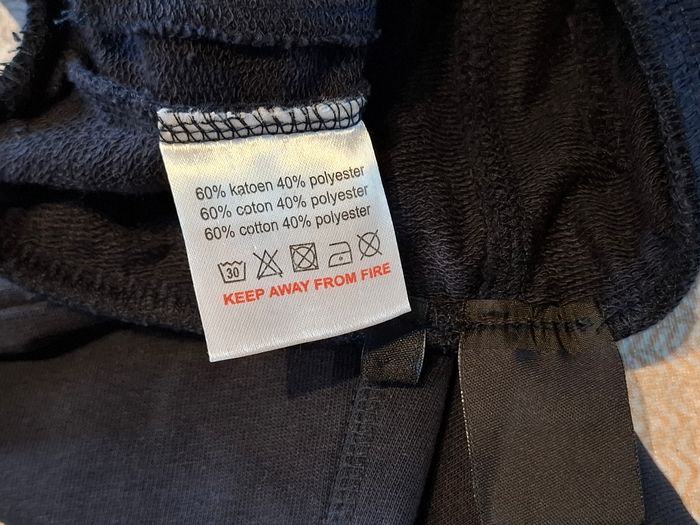 60% katoen 40% polyester
60% coton 40% polyester
60% cotton 40% polyester
30
KEEP AWAY FROM FIRE